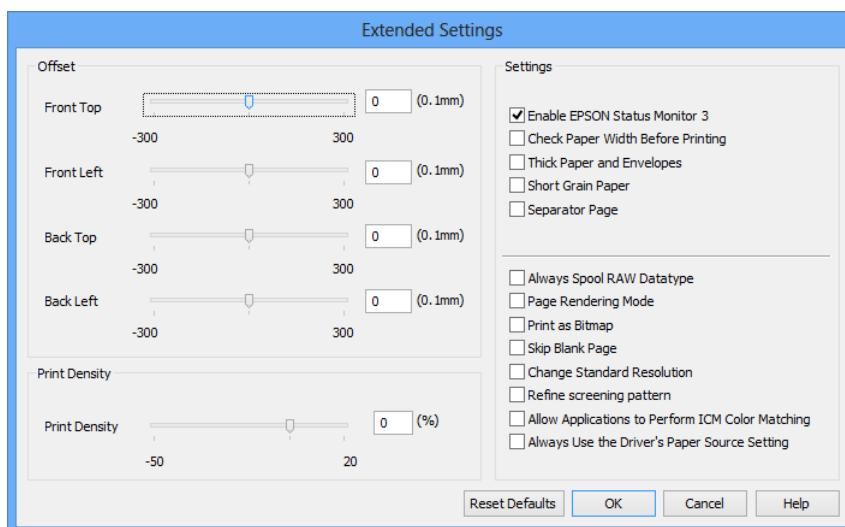 Extended Settings
Offset
Front Top 0 (0.1mm)
-300 300
Front Left 0 (0.1mm)
-300 300
Back Top 0 (0.1mm)
-300 300
Back Left 0 (0.1mm)
-300 300
Print Density
Print Density 0 (%)
-50 20
Settings
Enable EPSON Status Monitor 3
Check Paper Width Before Printing
Thick Paper and Envelopes
Short Grain Paper
Separator Page
Always Spool RAW Datatype
Page Rendering Mode
Print as Bitmap
Skip Blank Page
Change Standard Resolution
Refine screening pattern
Allow Applications to Perform ICM Color Matching
Always Use the Driver's Paper Source Setting
Reset Defaults OK Cancel Help